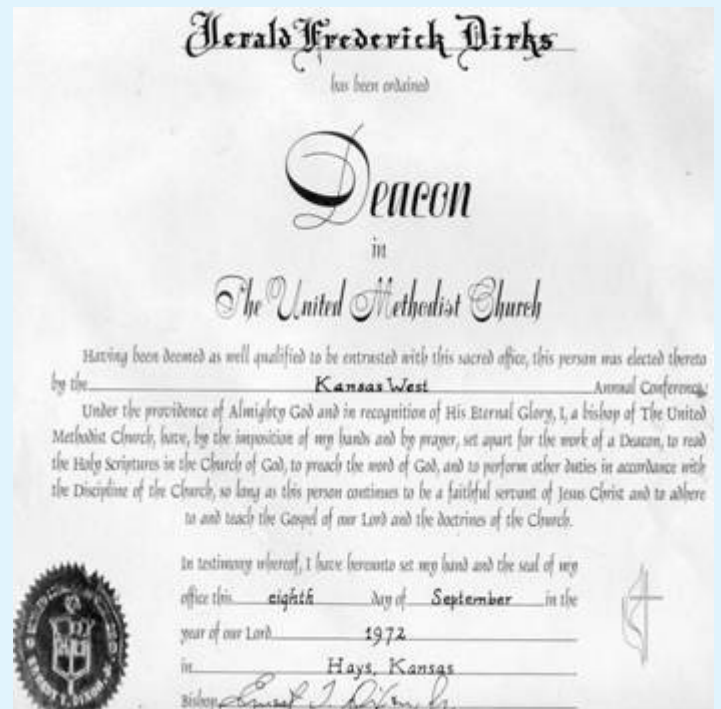 Jerald Frederick Dirks
has been ordained
Deacon
in
The United Methodist Church
Having been deemed as well qualified to be entrusted with this sacred office, this person was elected thereto
by the Kansas West Annual Conference:
Under the providence of Almighty God and in recognition of His Eternal Glory, I, a bishop of The United
Methodist Church, have, by the imposition of my hands and by prayer, set apart for the work of a Deacon, to read
the Holy Scriptures in the Church of God, to preach the word of God, and to perform other duties in accordance with
the Discipline of the Church, so long as this person continues to be a faithful servant of Jesus Christ and to adhere
to and teach the Gospel of our Lord and the doctrines of the Church.
In testimony whereof, I have hereunto set my hand and the seal of my
office this eighth day of September in the
year of our Lord 1972
in Hays, Kansas
Bishop Ernest T. Dixon Jr.